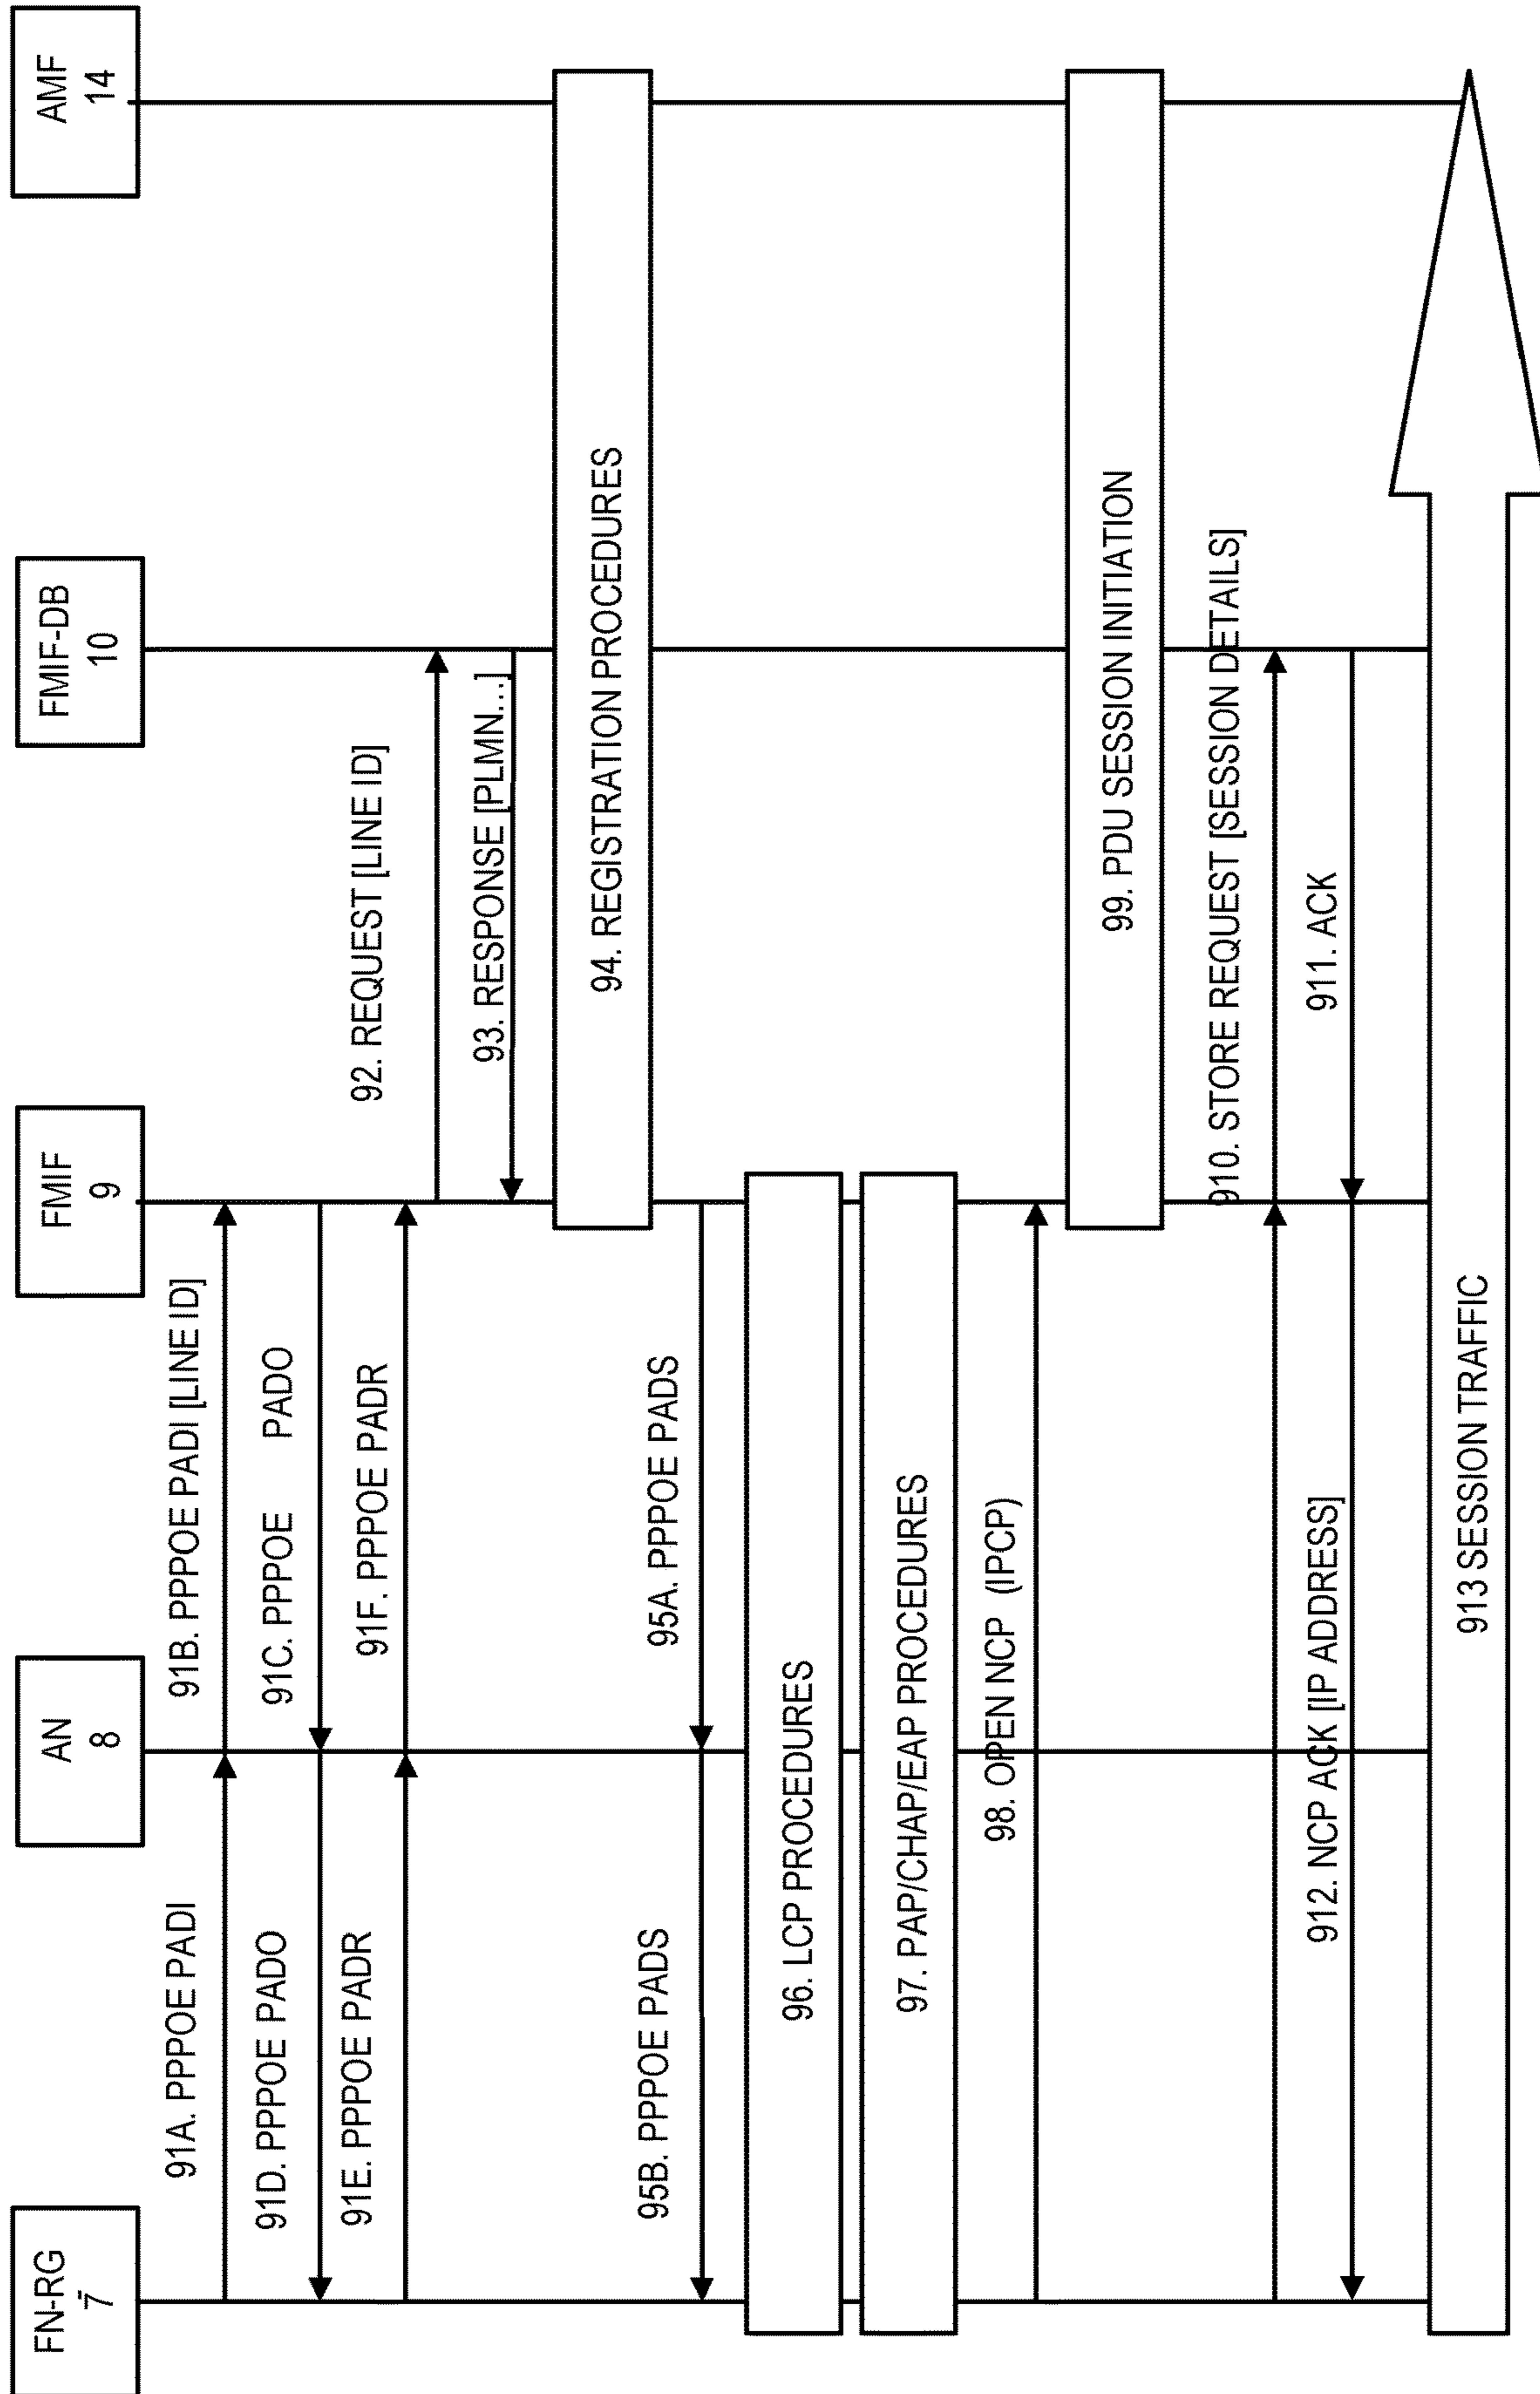 FN-RG
7
AN
8
FMIF
9
FMIF-DB
10
AMF
14
91A. PPPOE PADI
91B. PPPOE PADI [LINE ID]
91C. PPPOE PADO
91D. PPPOE PADO
91E. PPPOE PADR
91F. PPPOE PADR
92. REQUEST [LINE ID]
93. RESPONSE [PLMN...]
94. REGISTRATION PROCEDURES
95A. PPPOE PADS
95B. PPPOE PADS
96. LCP PROCEDURES
97. PAP/CHAP/EAP PROCEDURES
98. OPEN NCP (IPCP)
99. PDU SESSION INITIATION
910. STORE REQUEST [SESSION DETAILS]
911. ACK
912. NCP ACK [IP ADDRESS]
913 SESSION TRAFFIC